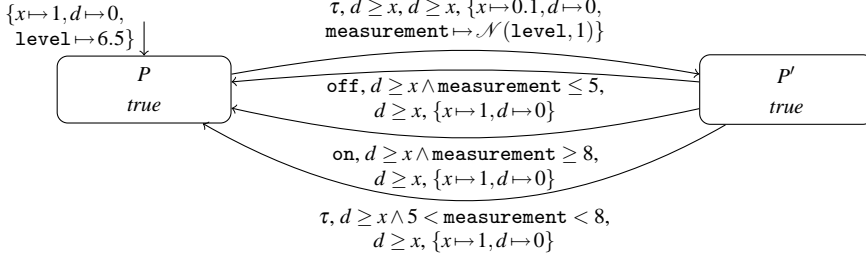 {x↦1,d↦0,
level↦6.5}
τ, d ≥ x, d ≥ x, {x↦0.1,d↦0,
measurement↦𝒩(level,1)}
P
true
P′
true
off, d ≥ x∧measurement ≤ 5,
d ≥ x, {x↦1,d↦0}
on, d ≥ x∧measurement ≥ 8,
d ≥ x, {x↦1,d↦0}
τ, d ≥ x∧5 < measurement < 8,
d ≥ x, {x↦1,d↦0}